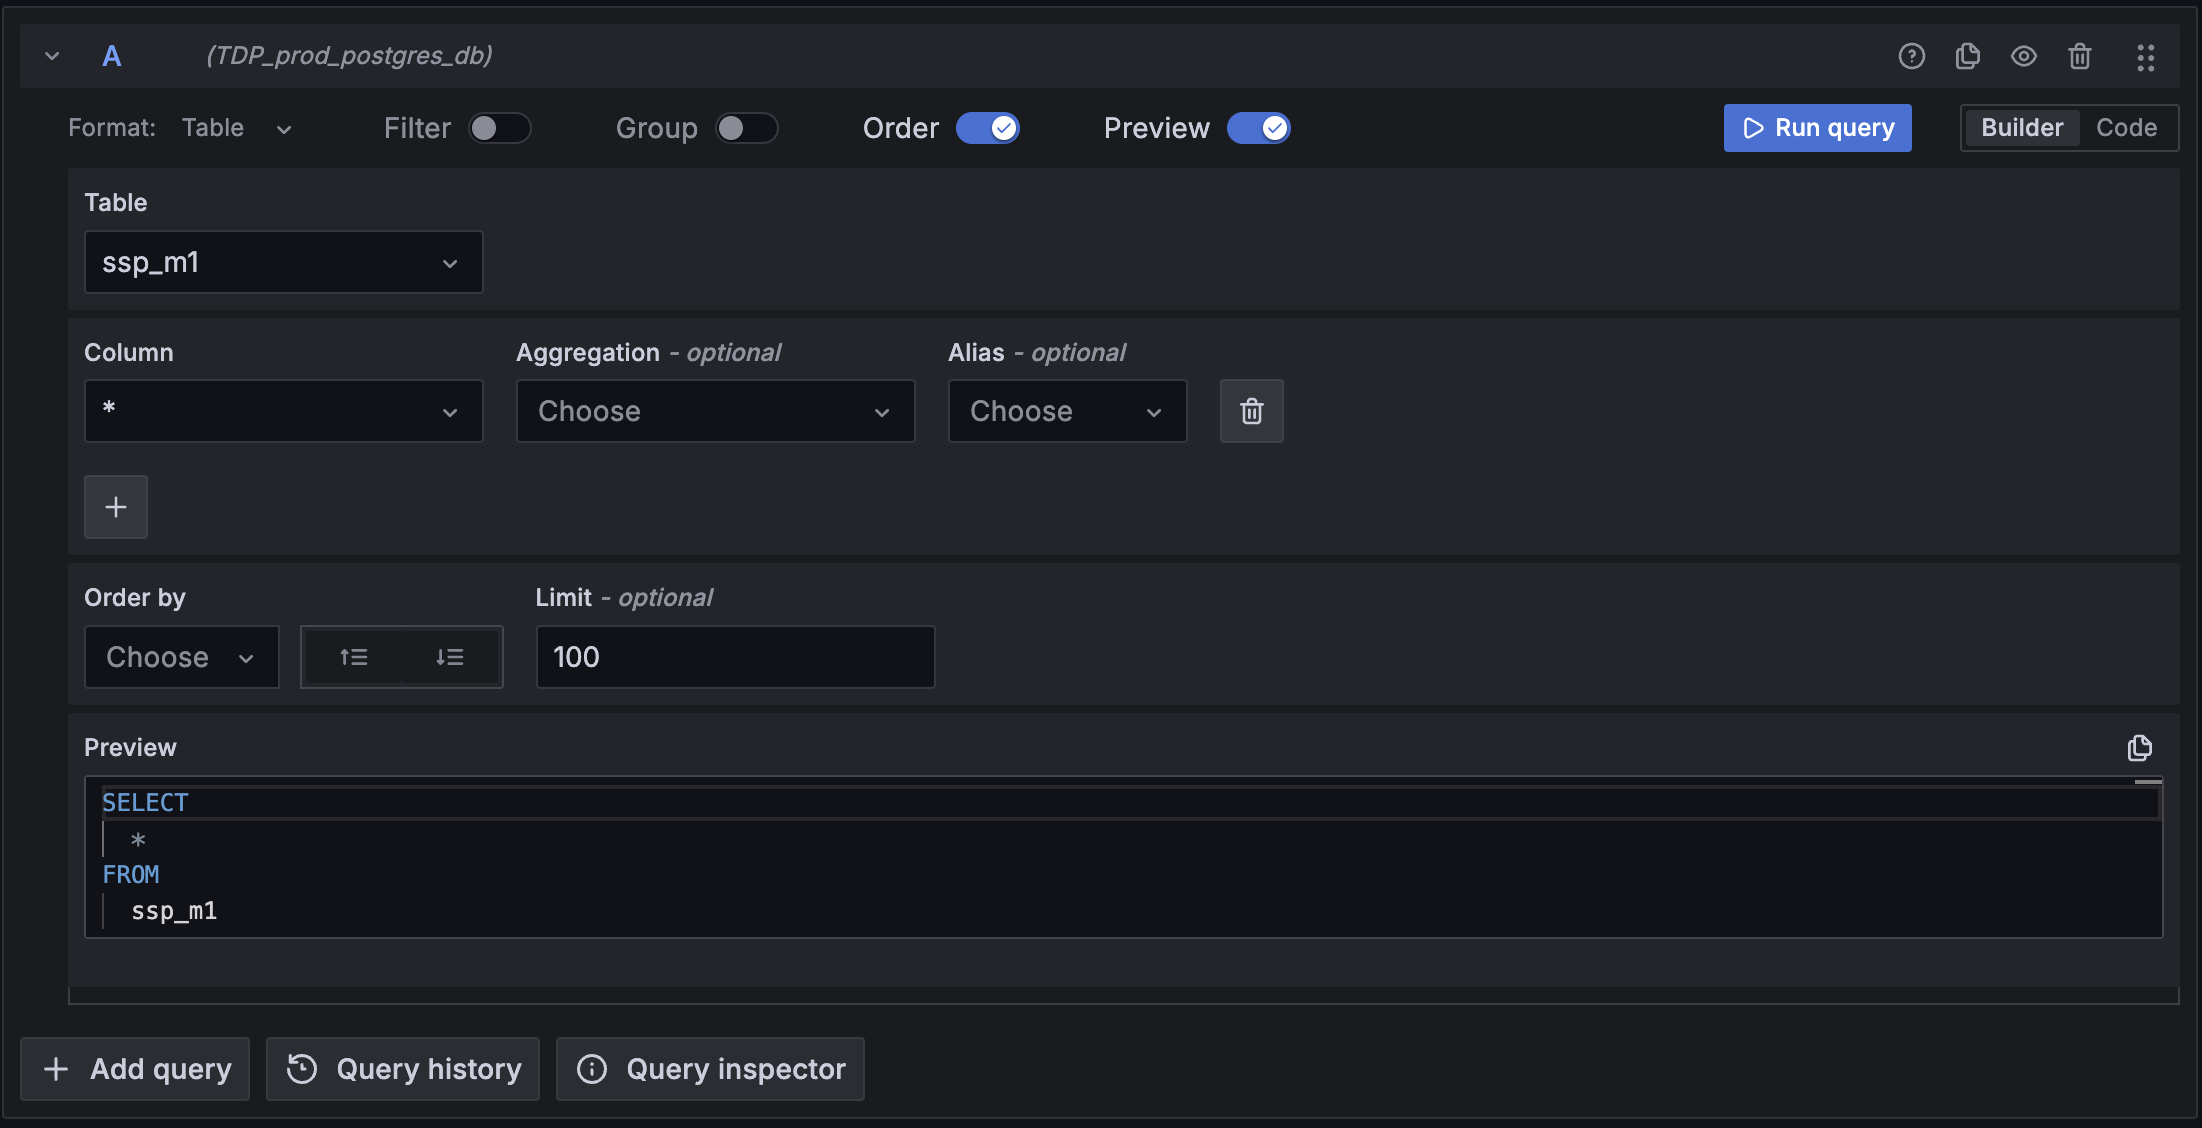 A (TDP_prod_postgres_db)
Format: Table Filter Group Order Preview Run query Builder Code
Table
ssp_m1
Column Aggregation - optional Alias - optional
* Choose Choose
Order by Limit - optional
Choose 100
Preview
SELECT
*
FROM
ssp_m1
Add query Query history Query inspector